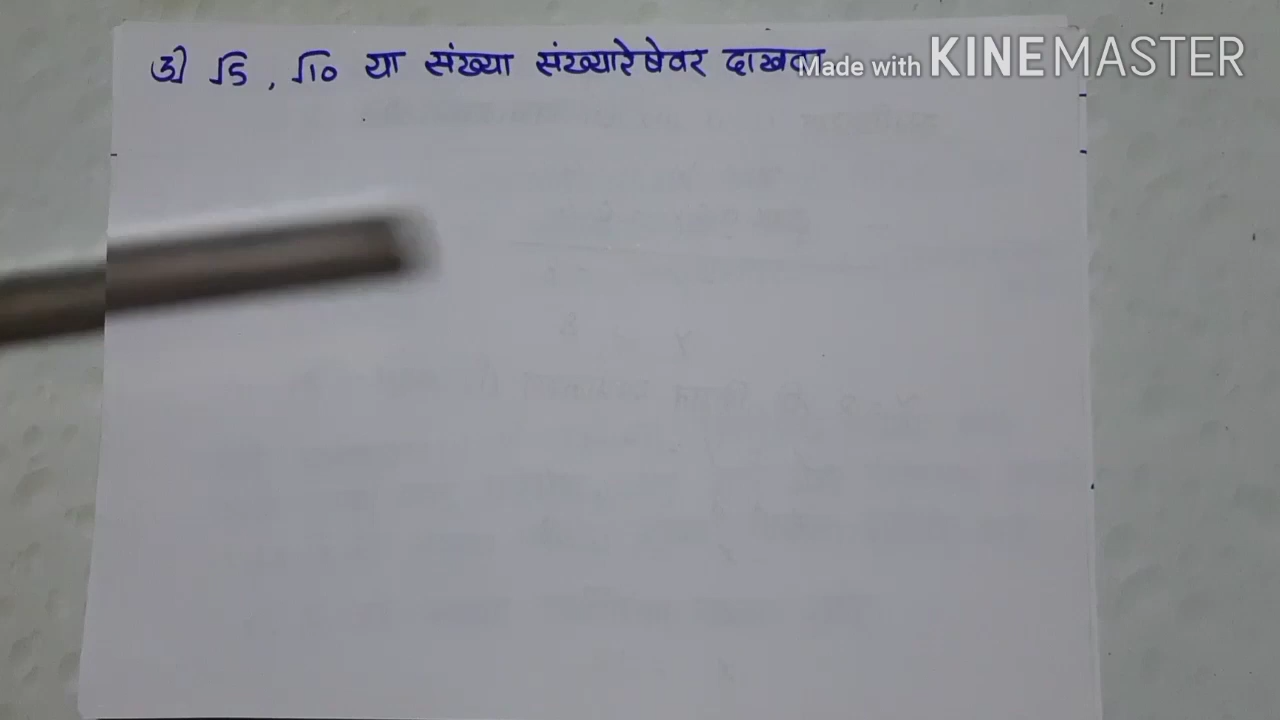 3) √5 , √10 या संख्या संख्यारेषेवर दाखवा
Made with KINEMASTER